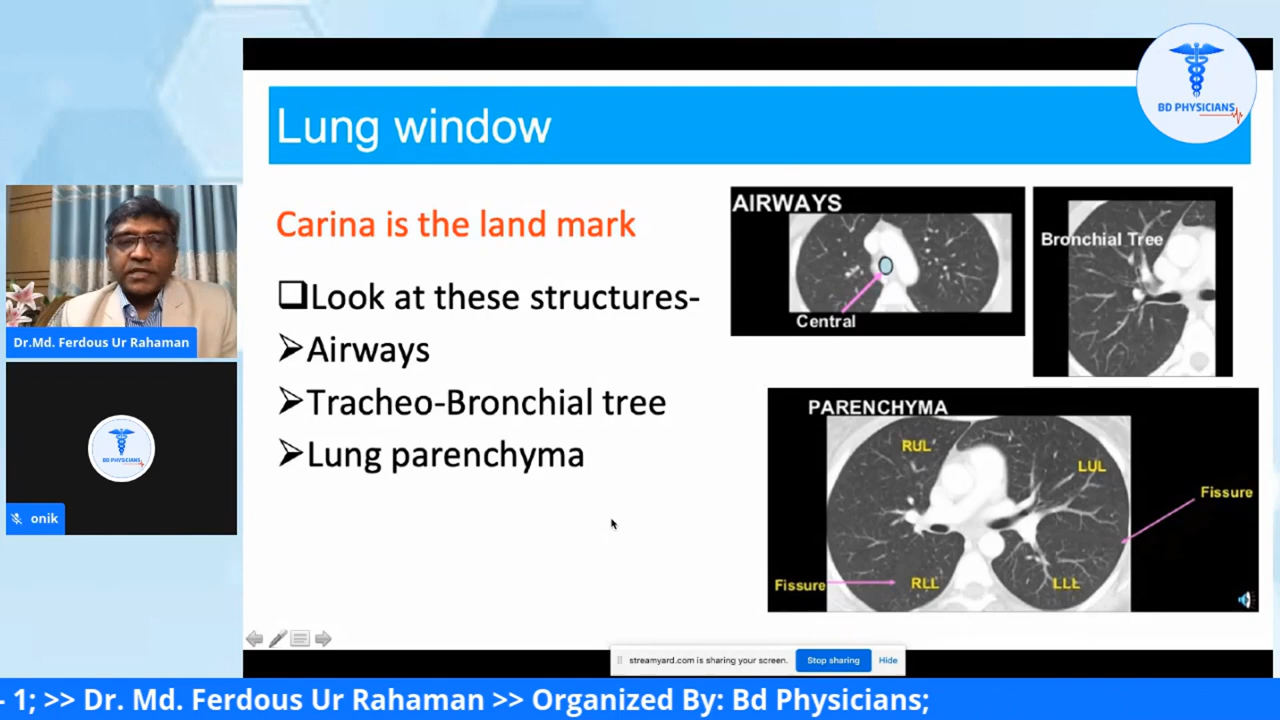 BD PHYSICIANS
Lung window
Carina is the land mark
❑Look at these structures-
➢Airways
➢Tracheo-Bronchial tree
➢Lung parenchyma
AIRWAYS
Central
Bronchial Tree
PARENCHYMA
RUL
LUL
Fissure
Fissure
RLL
LLL
Dr.Md. Ferdous Ur Rahaman
BD PHYSICIANS
onik
streamyard.com is sharing your screen.
Stop sharing
Hide
- 1; >> Dr. Md. Ferdous Ur Rahaman >> Organized By: Bd Physicians;